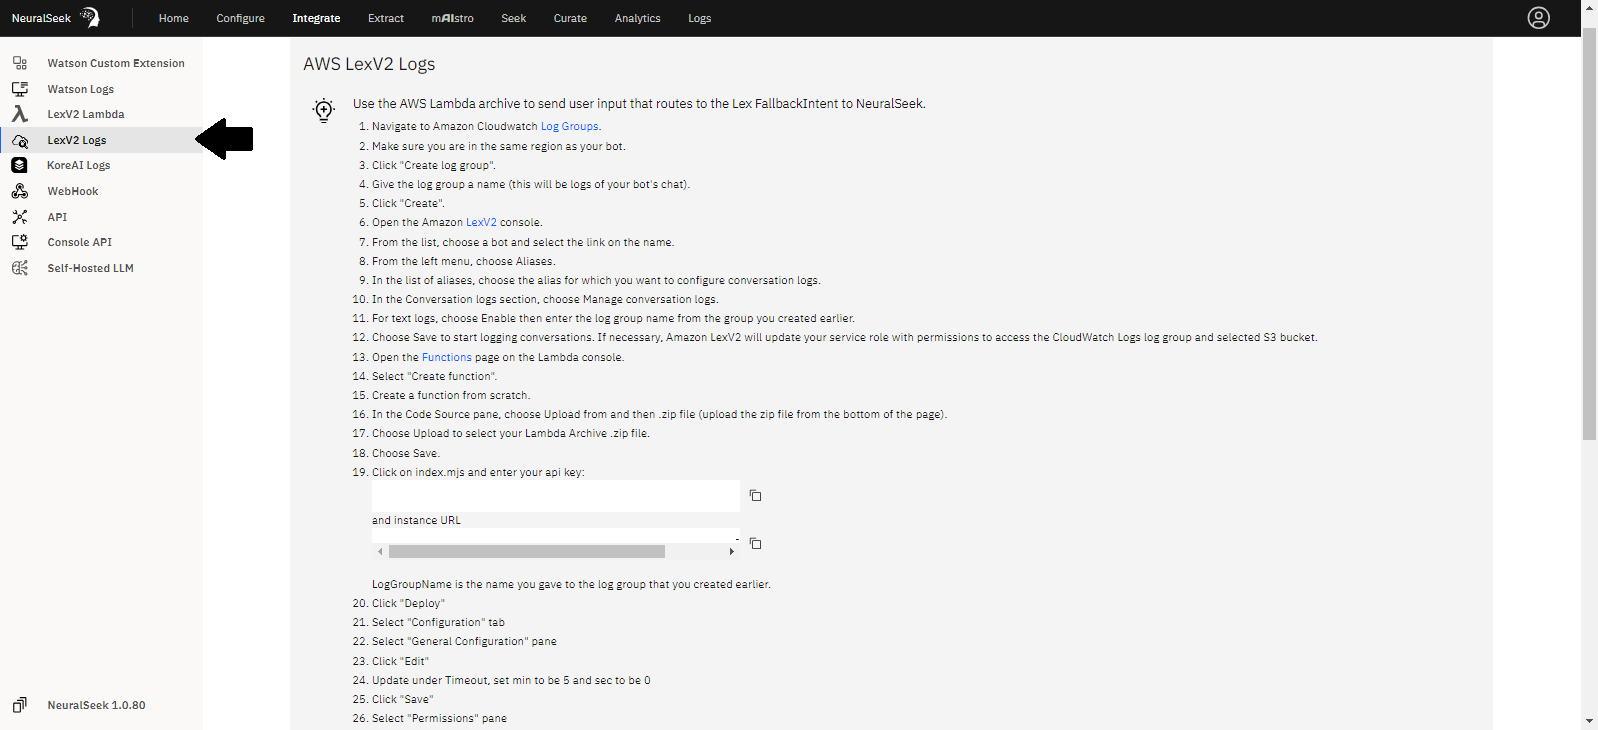 NeuralSeek
Home Configure Integrate Extract mAIstro Seek Curate Analytics Logs
Watson Custom Extension
Watson Logs
LexV2 Lambda
LexV2 Logs
KoreAI Logs
WebHook
API
Console API
Self-Hosted LLM
NeuralSeek 1.0.80
AWS LexV2 Logs
Use the AWS Lambda archive to send user input that routes to the Lex FallbackIntent to NeuralSeek.
1. Navigate to Amazon Cloudwatch Log Groups.
2. Make sure you are in the same region as your bot.
3. Click "Create log group".
4. Give the log group a name (this will be logs of your bot's chat).
5. Click "Create".
6. Open the Amazon LexV2 console.
7. From the list, choose a bot and select the link on the name.
8. From the left menu, choose Aliases.
9. In the list of aliases, choose the alias for which you want to configure conversation logs.
10. In the Conversation logs section, choose Manage conversation logs.
11. For text logs, choose Enable then enter the log group name from the group you created earlier.
12. Choose Save to start logging conversations. If necessary, Amazon LexV2 will update your service role with permissions to access the CloudWatch Logs log group and selected S3 bucket.
13. Open the Functions page on the Lambda console.
14. Select "Create function".
15. Create a function from scratch.
16. In the Code Source pane, choose Upload from and then .zip file (upload the zip file from the bottom of the page).
17. Choose Upload to select your Lambda Archive .zip file.
18. Choose Save.
19. Click on index.mjs and enter your api key:
and instance URL
LogGroupName is the name you gave to the log group that you created earlier.
20. Click "Deploy"
21. Select "Configuration" tab
22. Select "General Configuration" pane
23. Click "Edit"
24. Update under Timeout, set min to be 5 and sec to be 0
25. Click "Save"
26. Select "Permissions" pane